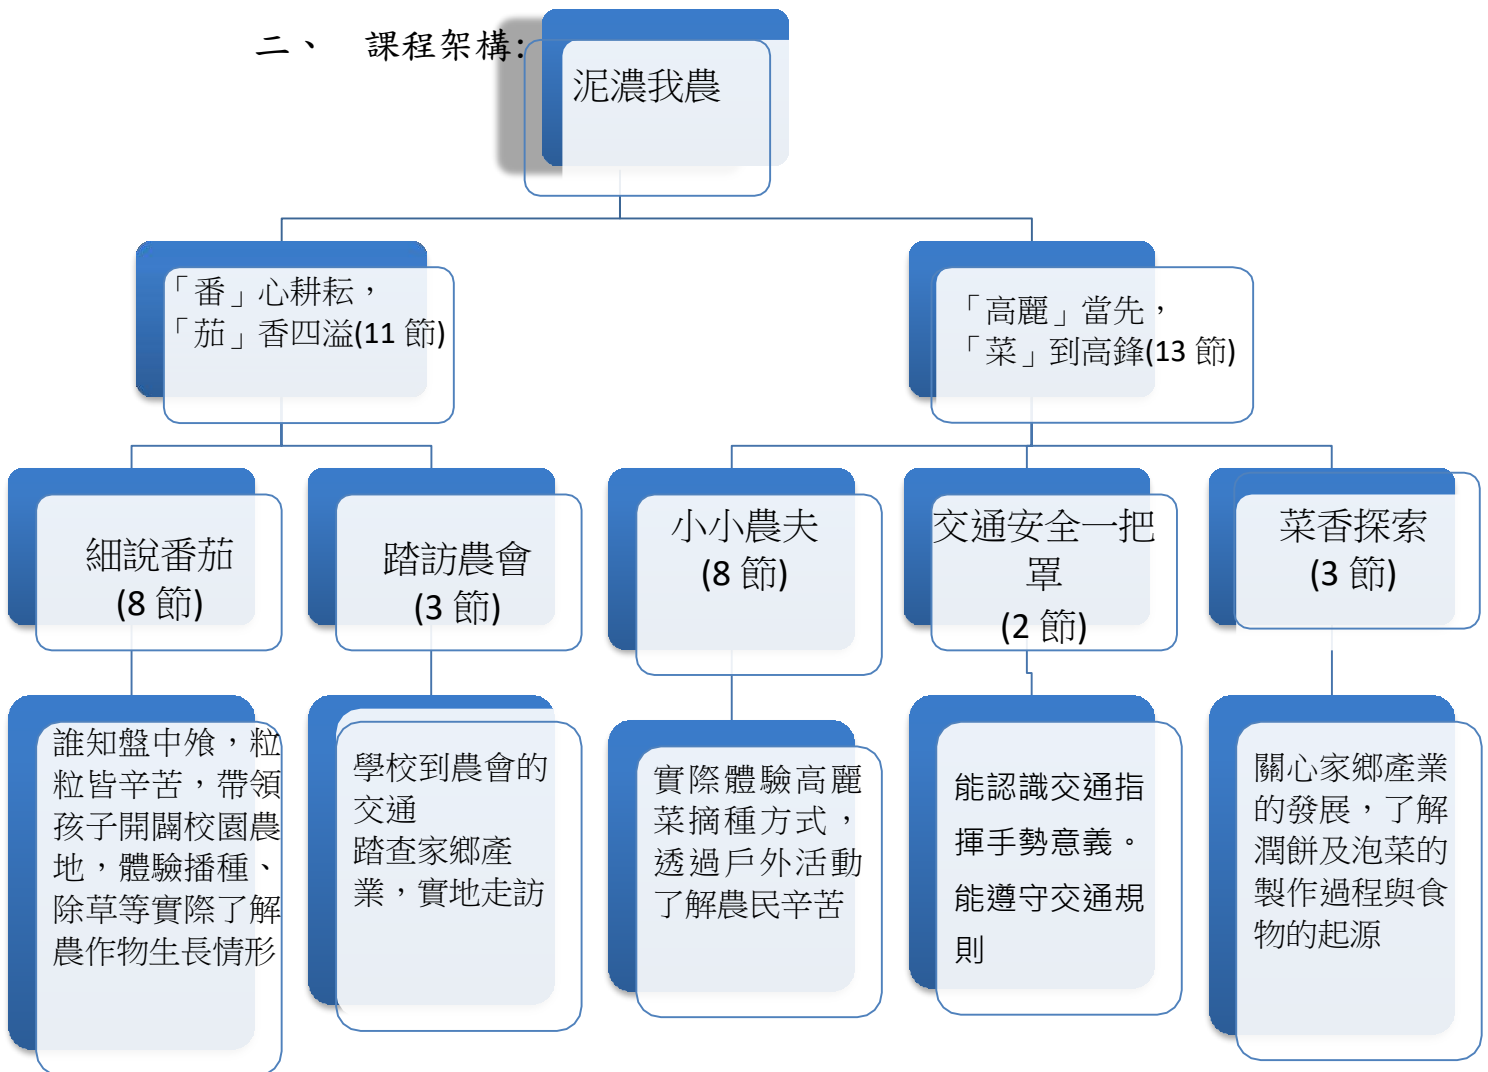 二、 課程架構:
泥濃我農
「番」心耕耘，
「茄」香四溢(11 節)
「高麗」當先，
「菜」到高鋒(13 節)
細說番茄
(8 節)
踏訪農會
(3 節)
小小農夫
(8 節)
交通安全一把
罩
(2 節)
菜香探索
(3 節)
誰知盤中飧，粒
粒皆辛苦，帶領
孩子開闢校園農
地，體驗播種、
除草等實際了解
農作物生長情形
學校到農會的
交通
踏查家鄉產
業，實地走訪
實際體驗高麗
菜摘種方式，
透過戶外活動
了解農民辛苦
能認識交通指
揮手勢意義。
能遵守交通規
則
關心家鄉產業
的發展，了解
潤餅及泡菜的
製作過程與食
物的起源